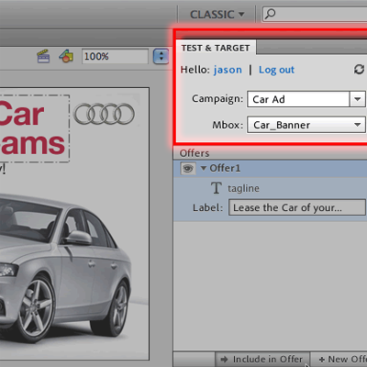 CLASSIC
TEST & TARGET
100%
Hello: jason | Log out
Campaign: Car Ad
Mbox: Car_Banner
Car
eams
y!
Offers
Offer1
T tagline
Label: Lease the Car of your...
Include in Offer
+ New Off